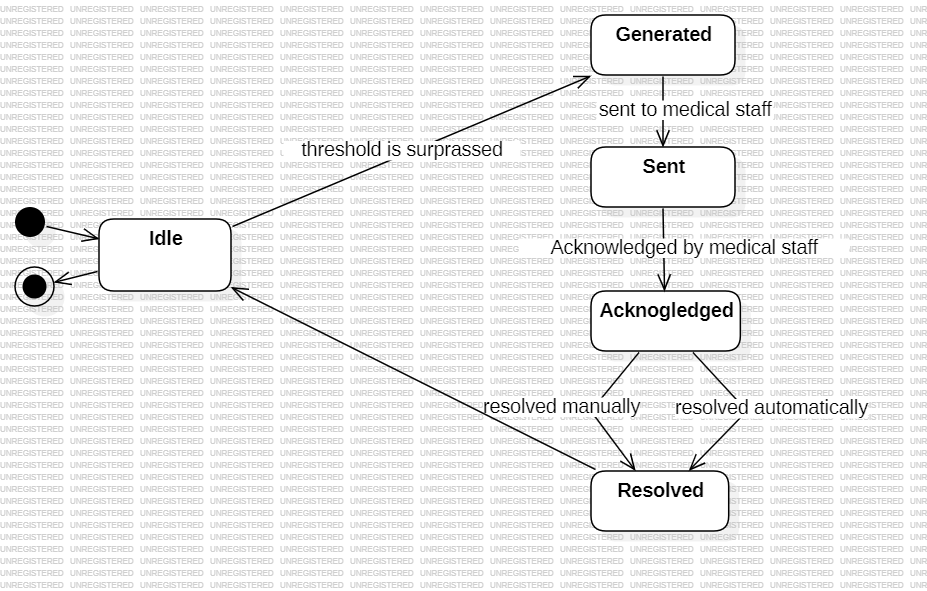 Generated
sent to medical staff
threshold is surprassed
Sent
Idle
Acknowledged by medical staff
Acknogledged
resolved manually
resolved automatically
Resolved
UNREGISTERED